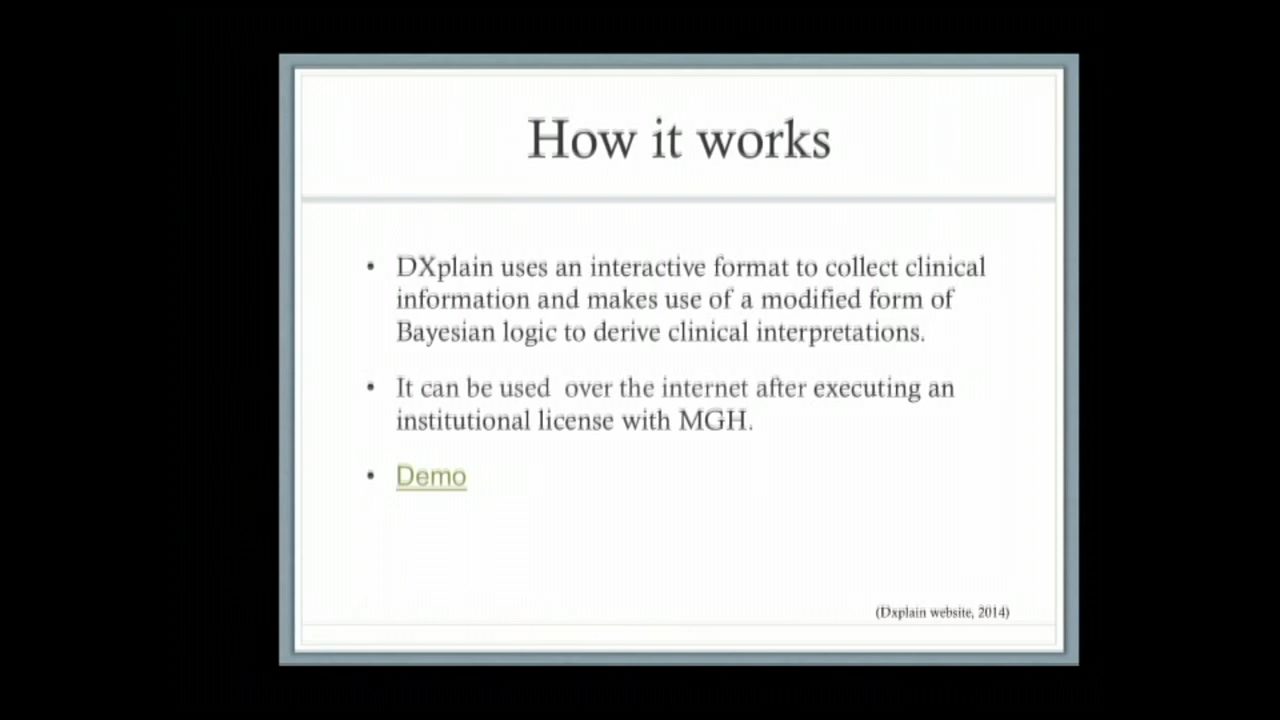 How it works
• DXplain uses an interactive format to collect clinical
information and makes use of a modified form of
Bayesian logic to derive clinical interpretations.
• It can be used  over the internet after executing an
institutional license with MGH.
• Demo
(Dxplain website, 2014)